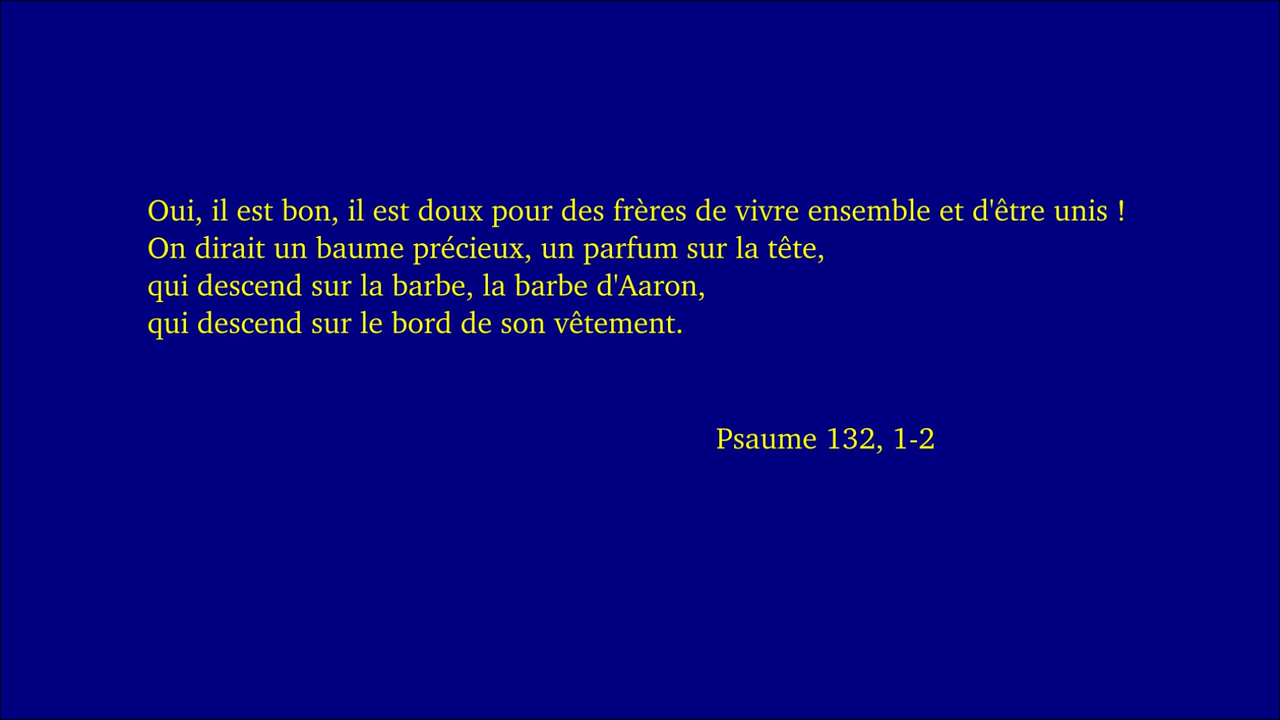 Oui, il est bon, il est doux pour des frères de vivre ensemble et d'être unis !
On dirait un baume précieux, un parfum sur la tête,
qui descend sur la barbe, la barbe d'Aaron,
qui descend sur le bord de son vêtement.
Psaume 132, 1-2